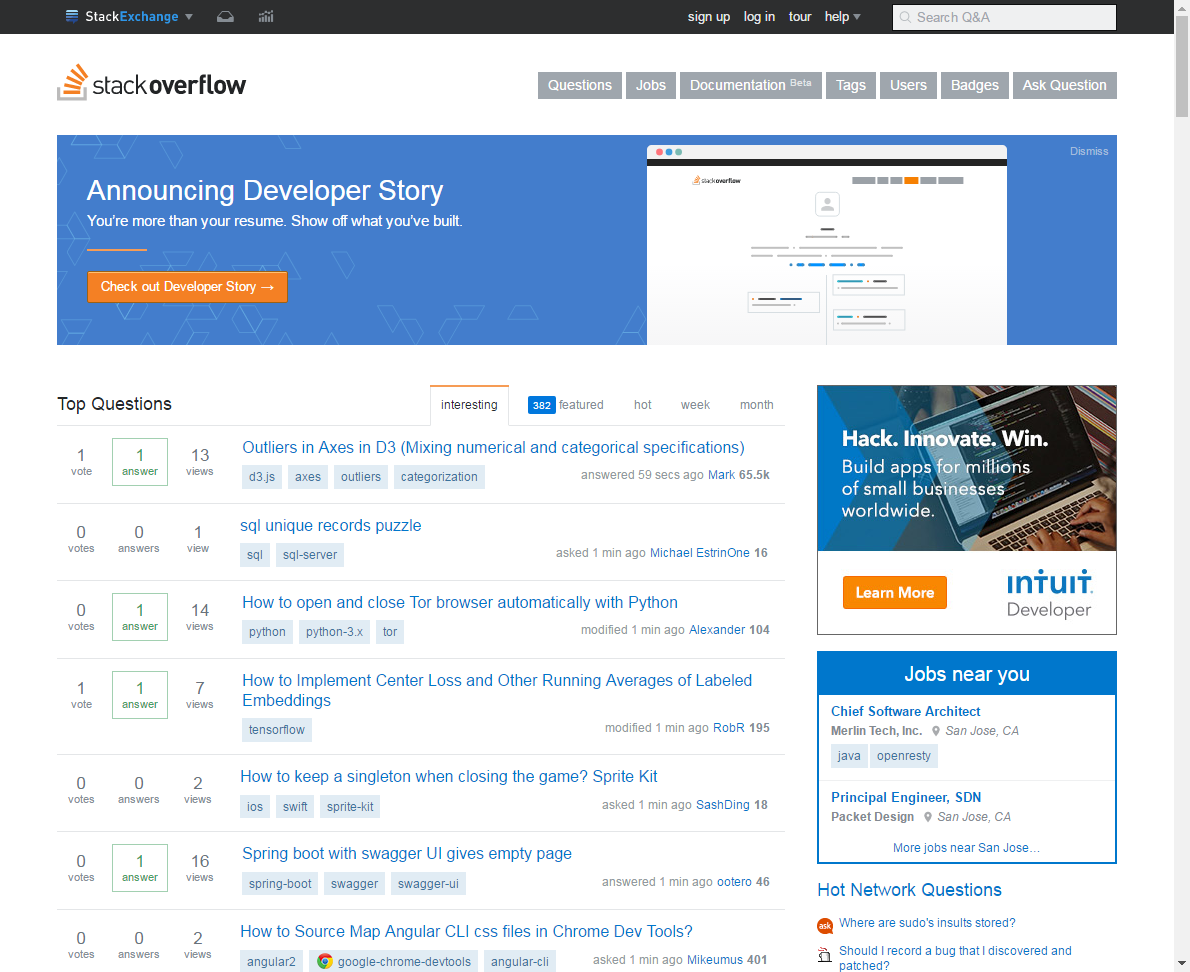 StackExchange
sign up log in tour help
Search Q&A
stackoverflow
Questions Jobs Documentation Beta Tags Users Badges Ask Question
Dismiss
Announcing Developer Story
You're more than your resume. Show off what you've built.
Check out Developer Story →
stackoverflow
Top Questions
interesting 382 featured hot week month
1 vote 1 answer 13 views
Outliers in Axes in D3 (Mixing numerical and categorical specifications)
d3.js axes outliers categorization
answered 59 secs ago Mark 65.5k
0 votes 0 answers 1 view
sql unique records puzzle
sql sql-server
asked 1 min ago Michael EstrinOne 16
0 votes 1 answer 14 views
How to open and close Tor browser automatically with Python
python python-3.x tor
modified 1 min ago Alexander 104
1 vote 1 answer 7 views
How to Implement Center Loss and Other Running Averages of Labeled
Embeddings
tensorflow
modified 1 min ago RobR 195
0 votes 0 answers 2 views
How to keep a singleton when closing the game? Sprite Kit
ios swift sprite-kit
asked 1 min ago SashDing 18
0 votes 1 answer 16 views
Spring boot with swagger UI gives empty page
spring-boot swagger swagger-ui
answered 1 min ago ootero 46
0 votes 0 answers 2 views
How to Source Map Angular CLI css files in Chrome Dev Tools?
angular2 google-chrome-devtools angular-cli
asked 1 min ago Mikeumus 401
Hack. Innovate. Win.
Build apps for millions
of small businesses
worldwide.
Learn More
intuit
Developer
Jobs near you
Chief Software Architect
Merlin Tech, Inc. San Jose, CA
java openresty
Principal Engineer, SDN
Packet Design San Jose, CA
More jobs near San Jose...
Hot Network Questions
ask
Where are sudo's insults stored?
Should I record a bug that I discovered and
patched?